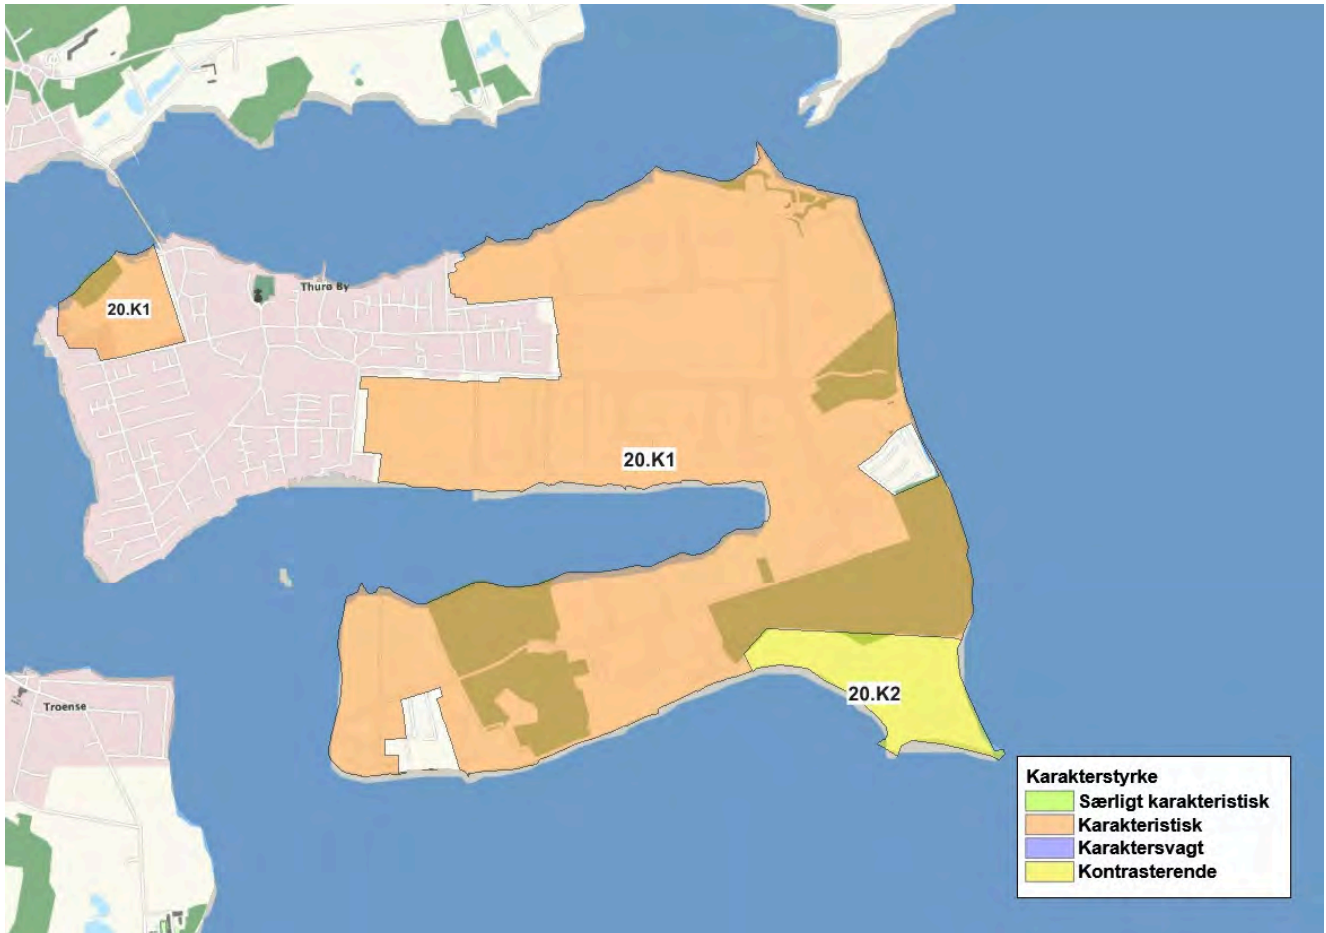 Thurø By
20.K1
20.K1
20.K2
Troense
Karakterstyrke
Særligt karakteristisk
Karakteristisk
Karaktersvagt
Kontrasterende